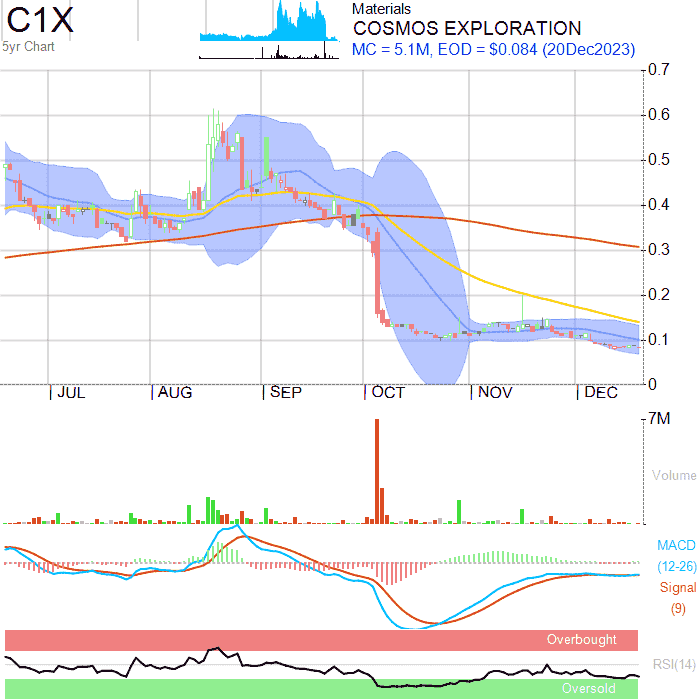 C1X
5yr Chart
Materials
COSMOS EXPLORATION
MC = 5.1M, EOD = $0.084 (20Dec2023)
0.7
0.6
0.5
0.4
0.3
0.2
0.1
0
JUL AUG SEP OCT NOV DEC
7M
Volume
MACD
(12-26)
Signal
(9)
Overbought
RSI(14)
Oversold